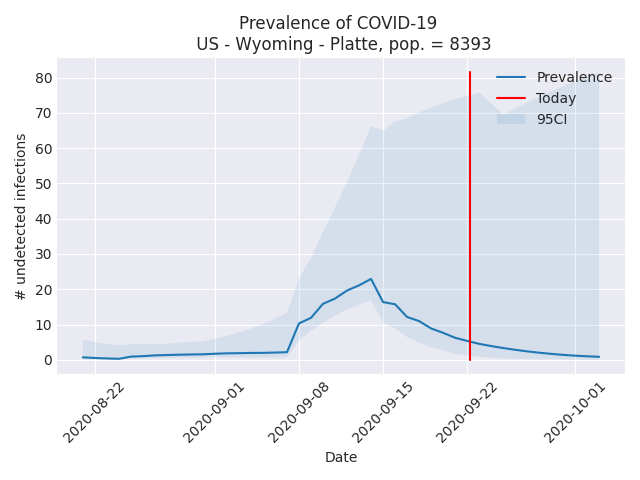 Prevalence of COVID-19
US - Wyoming - Platte, pop. = 8393
80
70
60
50
40
30
20
10
0
# undetected infections
Prevalence
Today
95CI
2020-08-22
2020-09-01
2020-09-08
2020-09-15
2020-09-22
2020-10-01
Date